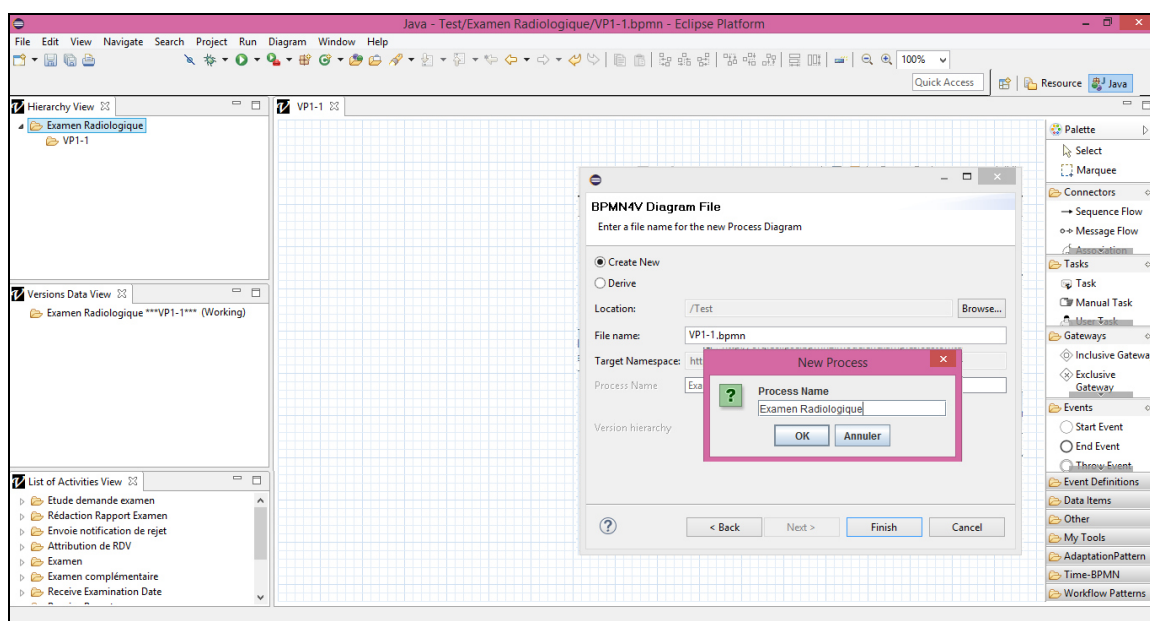 Java - Test/Examen Radiologique/VP1-1.bpmn - Eclipse Platform
File Edit View Navigate Search Project Run Diagram Window Help
100%
Quick Access
Resource
Java
Hierarchy View
Examen Radiologique
VP1-1
Versions Data View
Examen Radiologique ***VP1-1*** (Working)
List of Activities View
Etude demande examen
Rédaction Rapport Examen
Envoie notification de rejet
Attribution de RDV
Examen
Examen complémentaire
Receive Examination Date
VP1-1
BPMN4V Diagram File
Enter a file name for the new Process Diagram
Create New
Derive
Location: /Test Browse...
File name: VP1-1.bpmn
Target Namespace: htt
Process Name Exa
Version hierarchy
New Process
Process Name
Examen Radiologique
OK Annuler
< Back Next > Finish Cancel
Palette
Select
Marquee
Connectors
Sequence Flow
Message Flow
Association
Tasks
Task
Manual Task
User Task
Gateways
Inclusive Gatewa
Exclusive
Gateway
Events
Start Event
End Event
Throw Event
Event Definitions
Data Items
Other
My Tools
AdaptationPattern
Time-BPMN
Workflow Patterns